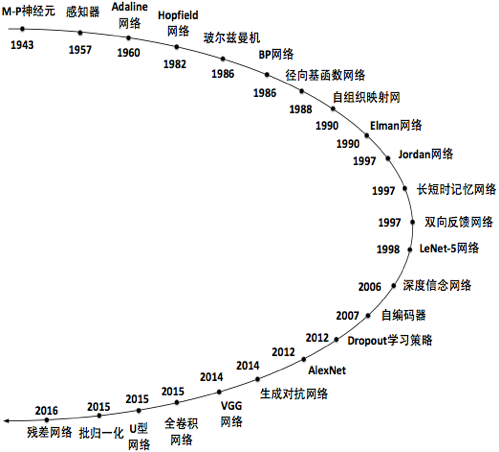 M-P神经元
1943
感知器
1957
Adaline
网络
1960
Hopfield
网络
1982
玻尔兹曼机
1986
BP网络
1986
径向基函数网络
1988
自组织映射网
1990
Elman网络
1990
Jordan网络
1997
长短时记忆网络
1997
双向反馈网络
1997
LeNet-5网络
1998
深度信念网络
2006
自编码器
2007
Dropout学习策略
2012
AlexNet
2012
生成对抗网络
2014
VGG
网络
2014
全卷积
网络
2015
U型
网络
2015
批归一化
2015
残差网络
2016